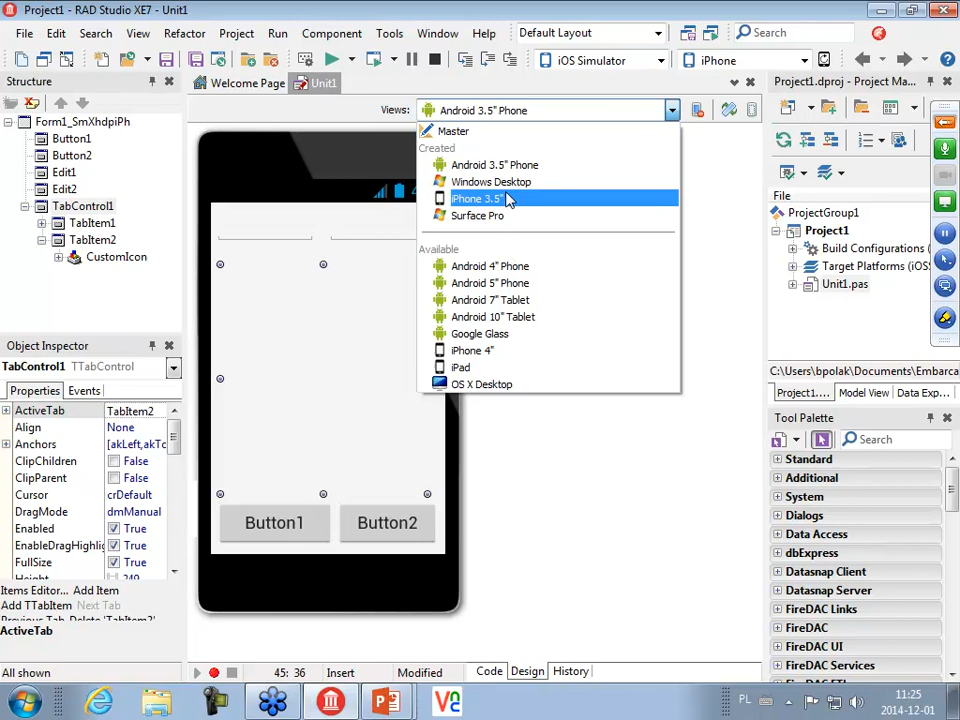 Project1 - RAD Studio XE7 - Unit1
File Edit Search View Refactor Project Run Component Tools Window Help Default Layout Search
iOS Simulator iPhone
Structure
Form1_SmXhdpiPh
Button1
Button2
Edit1
Edit2
TabControl1
TabItem1
TabItem2
CustomIcon
Welcome Page Unit1
Views: Android 3.5" Phone
Master
Created
Android 3.5" Phone
Windows Desktop
iPhone 3.5"
Surface Pro
Available
Android 4" Phone
Android 5" Phone
Android 7" Tablet
Android 10" Tablet
Google Glass
iPhone 4"
iPad
OS X Desktop
Button1 Button2
Project1.dproj - Project Ma...
File
ProjectGroup1
Project1
Build Configurations
Target Platforms (iOS
Unit1.pas
C:\Users\bpolak\Documents\Embarca
Project1.... Model View Data Exp...
Object Inspector
TabControl1 TTabControl
Properties Events
ActiveTab TabItem2
Align None
Anchors [akLeft,akTo
ClipChildren False
ClipParent False
Cursor crDefault
DragMode dmManual
Enabled True
EnableDragHighlig True
FullSize True
Height 249
Items Editor... Add Item
Add TTabItem Next Tab
Previous Tab Delete 'TabItem2'
ActiveTab
All shown
Tool Palette
Search
Standard
Additional
System
Dialogs
Data Access
dbExpress
Datasnap Client
Datasnap Server
FireDAC Links
FireDAC
FireDAC UI
FireDAC Services
45: 36 Insert Modified Code Design History
PL 11:25
2014-12-01